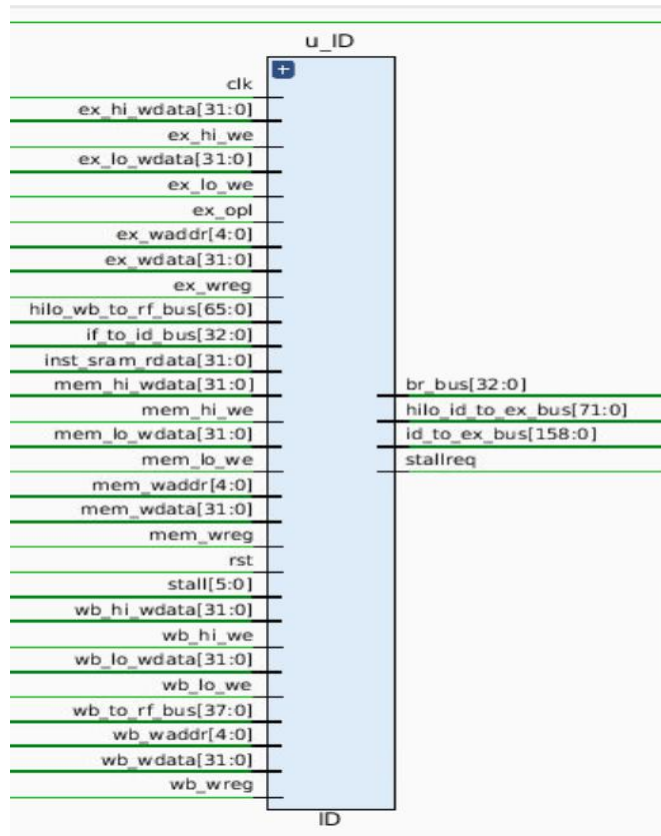 u_ID
+
clk
ex_hi_wdata[31:0]
ex_hi_we
ex_lo_wdata[31:0]
ex_lo_we
ex_opl
ex_waddr[4:0]
ex_wdata[31:0]
ex_wreg
hilo_wb_to_rf_bus[65:0]
if_to_id_bus[32:0]
inst_sram_rdata[31:0]
mem_hi_wdata[31:0]
mem_hi_we
mem_lo_wdata[31:0]
mem_lo_we
mem_waddr[4:0]
mem_wdata[31:0]
mem_wreg
rst
stall[5:0]
wb_hi_wdata[31:0]
wb_hi_we
wb_lo_wdata[31:0]
wb_lo_we
wb_to_rf_bus[37:0]
wb_waddr[4:0]
wb_wdata[31:0]
wb_wreg
br_bus[32:0]
hilo_id_to_ex_bus[71:0]
id_to_ex_bus[158:0]
stallreq
ID